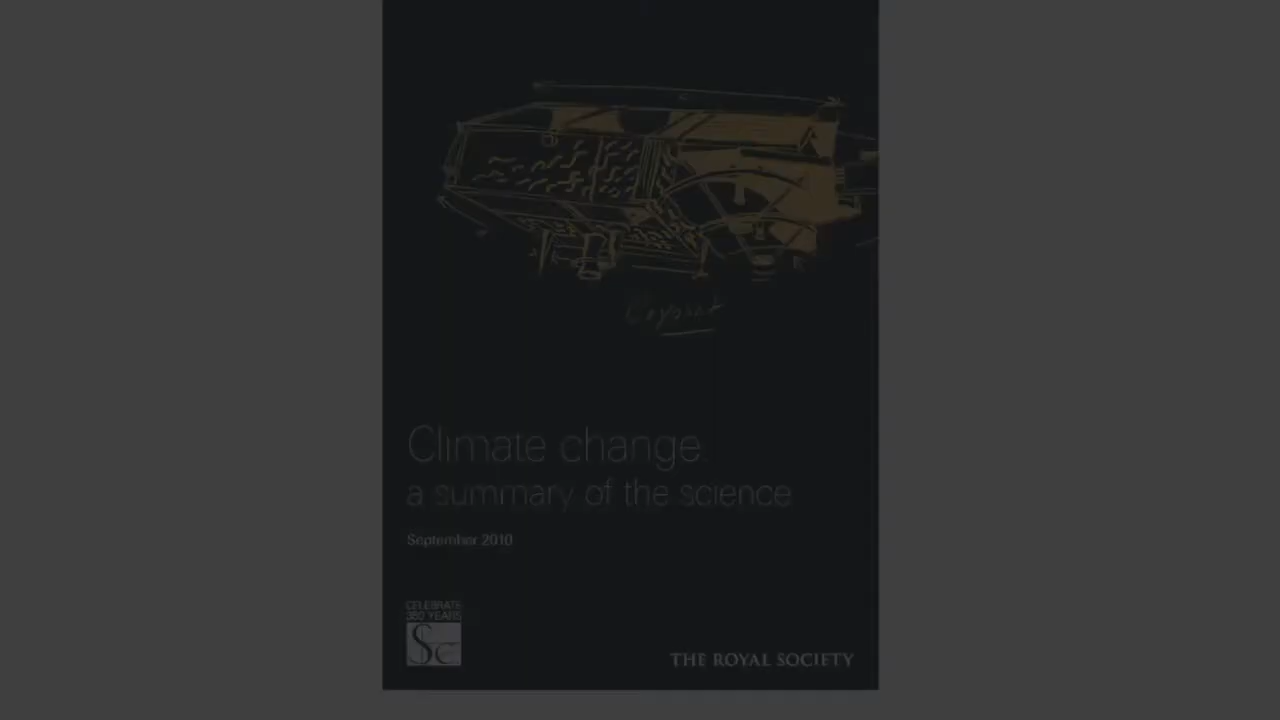 Climate change:
a summary of the science
September 2010
CELEBRATE
350 YEARS
THE ROYAL SOCIETY